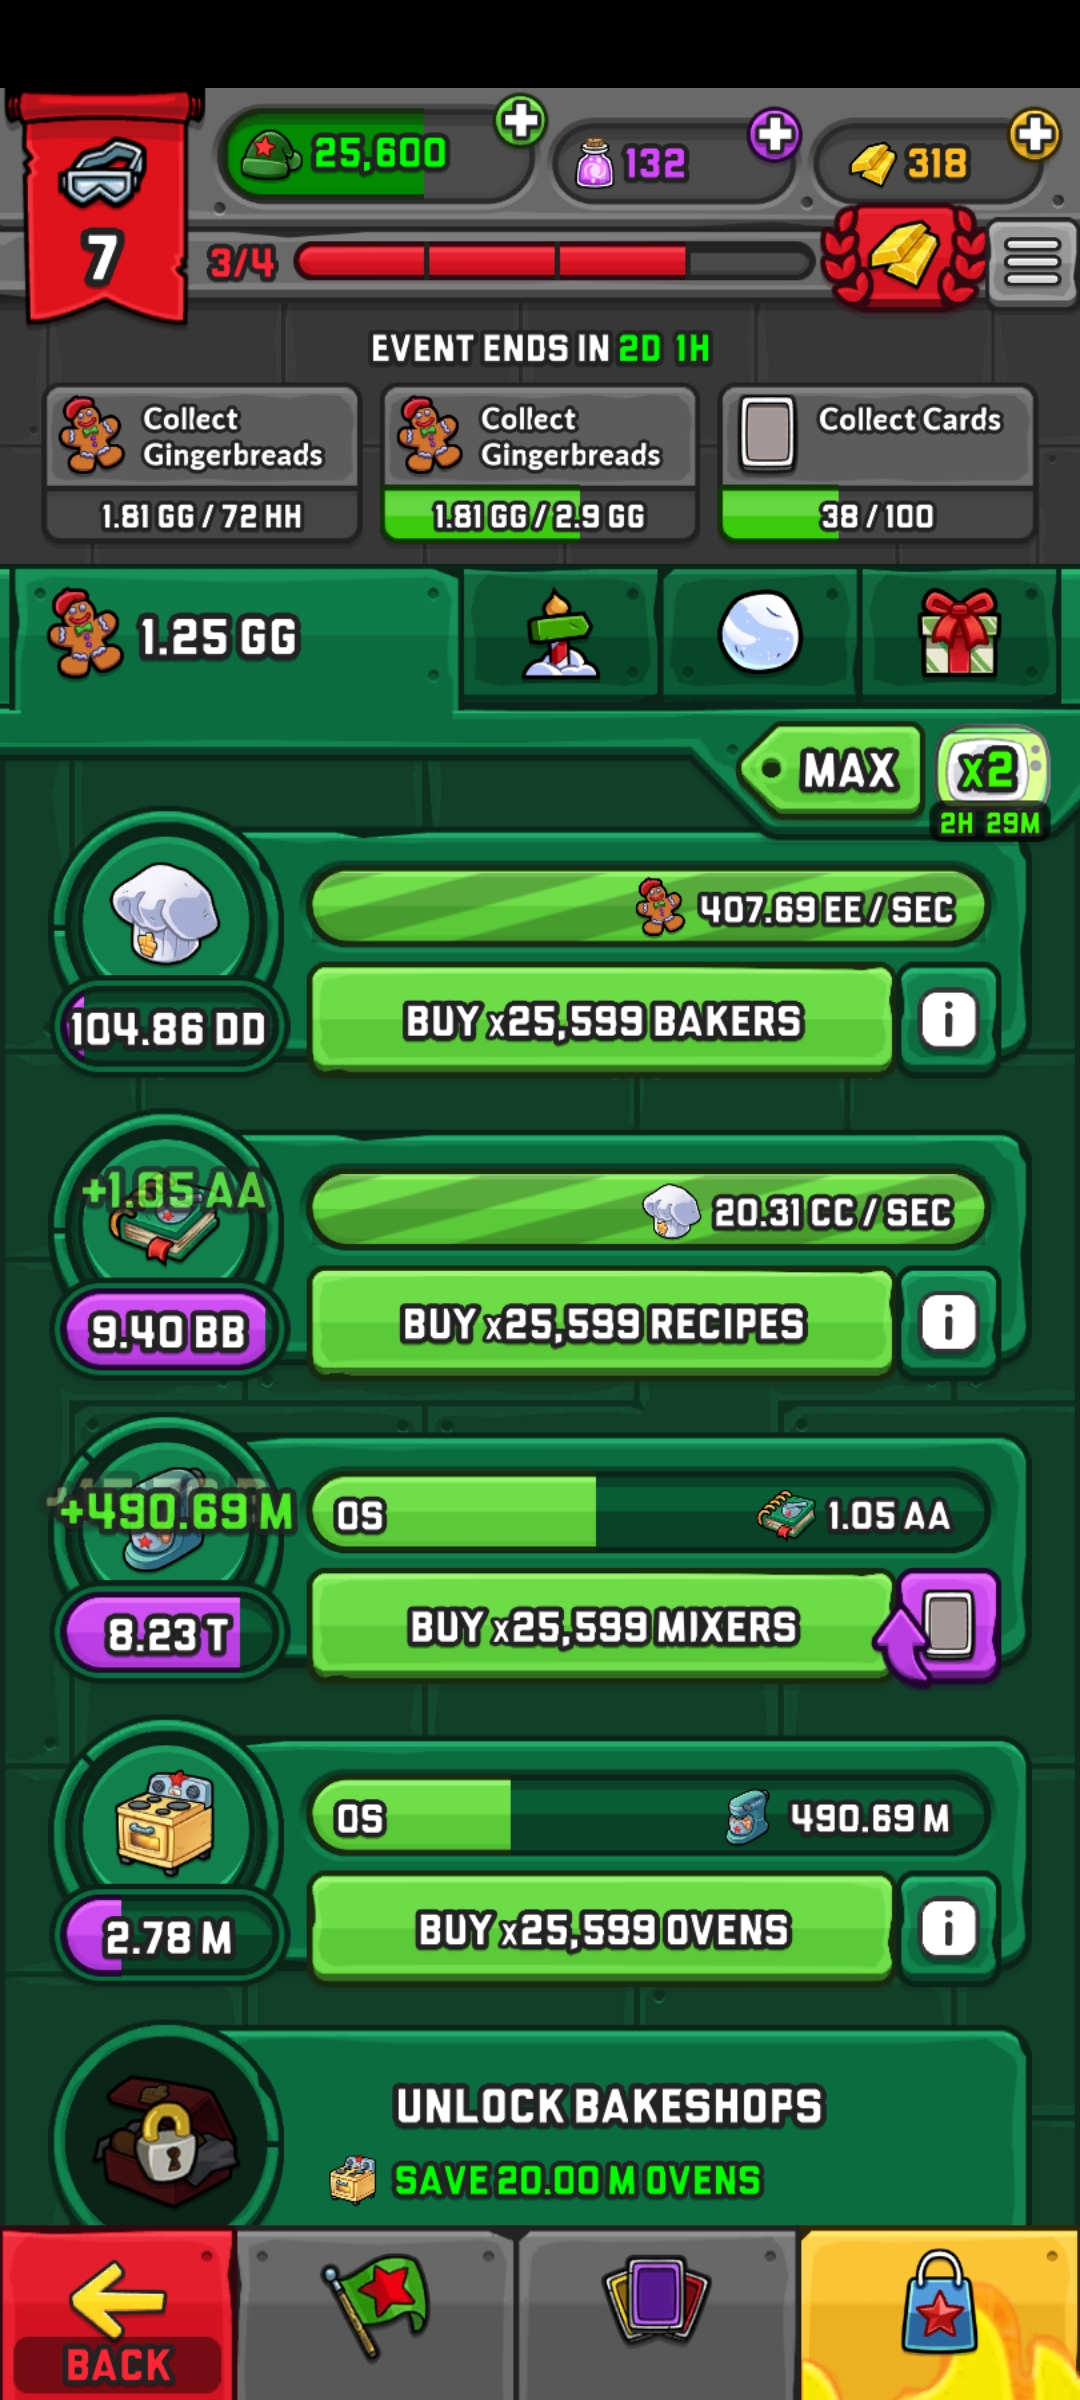 25,600
132
318
7
3/4
EVENT ENDS IN 2D 1H
Collect
Gingerbreads
1.81 GG / 72 HH
Collect
Gingerbreads
1.81 GG / 2.9 GG
Collect Cards
38 / 100
1.25 GG
MAX
x2
2H 29M
407.69 EE / SEC
104.86 DD
BUY x25,599 BAKERS
i
+1.05 AA
20.31 CC / SEC
9.40 BB
BUY x25,599 RECIPES
i
+490.69 M
0S
1.05 AA
8.23 T
BUY x25,599 MIXERS
0S
490.69 M
2.78 M
BUY x25,599 OVENS
i
UNLOCK BAKESHOPS
SAVE 20.00 M OVENS
BACK